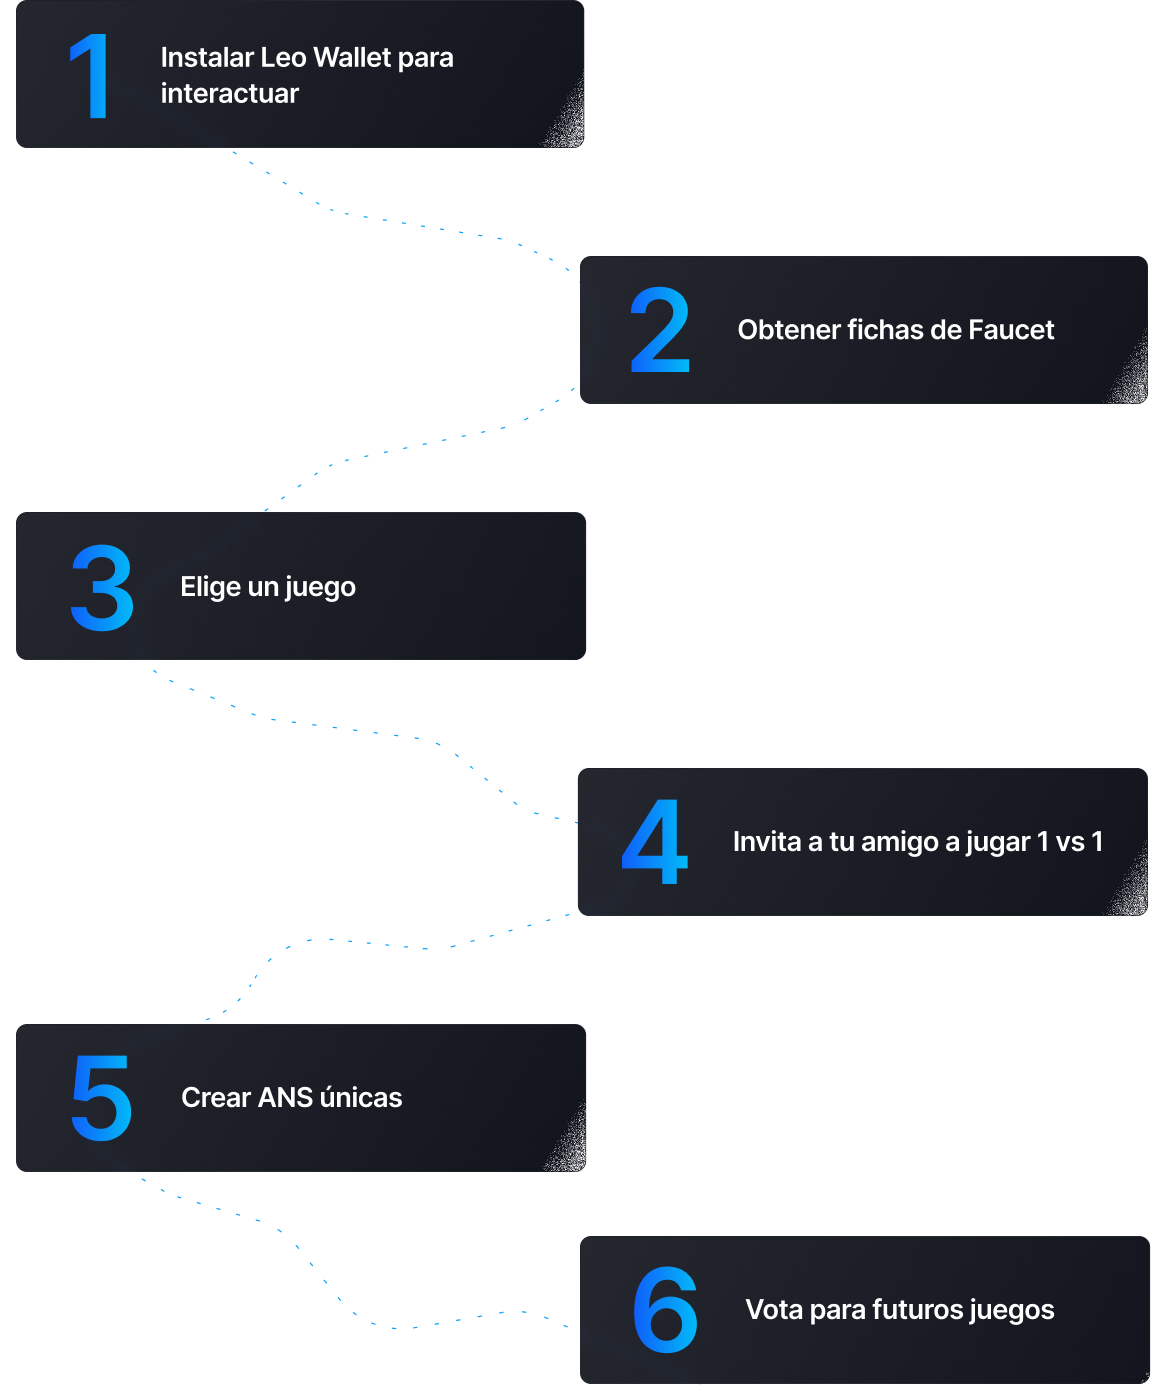 1
Instalar Leo Wallet para
interactuar
2
Obtener fichas de Faucet
3
Elige un juego
4
Invita a tu amigo a jugar 1 vs 1
5
Crear ANS únicas
6
Vota para futuros juegos